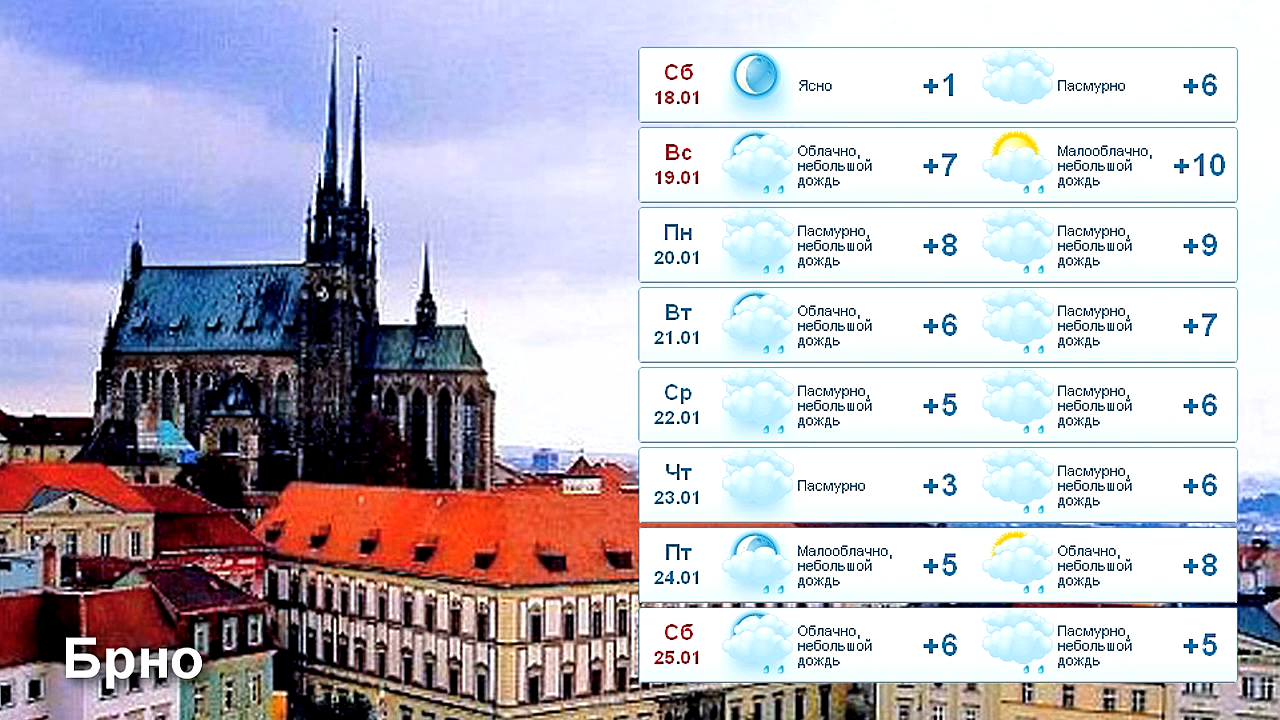 Сб
18.01
Ясно
+1
Пасмурно
+6
Вс
19.01
Облачно,
небольшой
дождь
+7
Малооблачно,
небольшой
дождь
+10
Пн
20.01
Пасмурно,
небольшой
дождь
+8
Пасмурно,
небольшой
дождь
+9
Вт
21.01
Облачно,
небольшой
дождь
+6
Пасмурно,
небольшой
дождь
+7
Ср
22.01
Пасмурно,
небольшой
дождь
+5
Пасмурно,
небольшой
дождь
+6
Чт
23.01
Пасмурно
+3
Пасмурно,
небольшой
дождь
+6
Пт
24.01
Малооблачно,
небольшой
дождь
+5
Облачно,
небольшой
дождь
+8
Сб
25.01
Облачно,
небольшой
дождь
+6
Пасмурно,
небольшой
дождь
+5
Брно